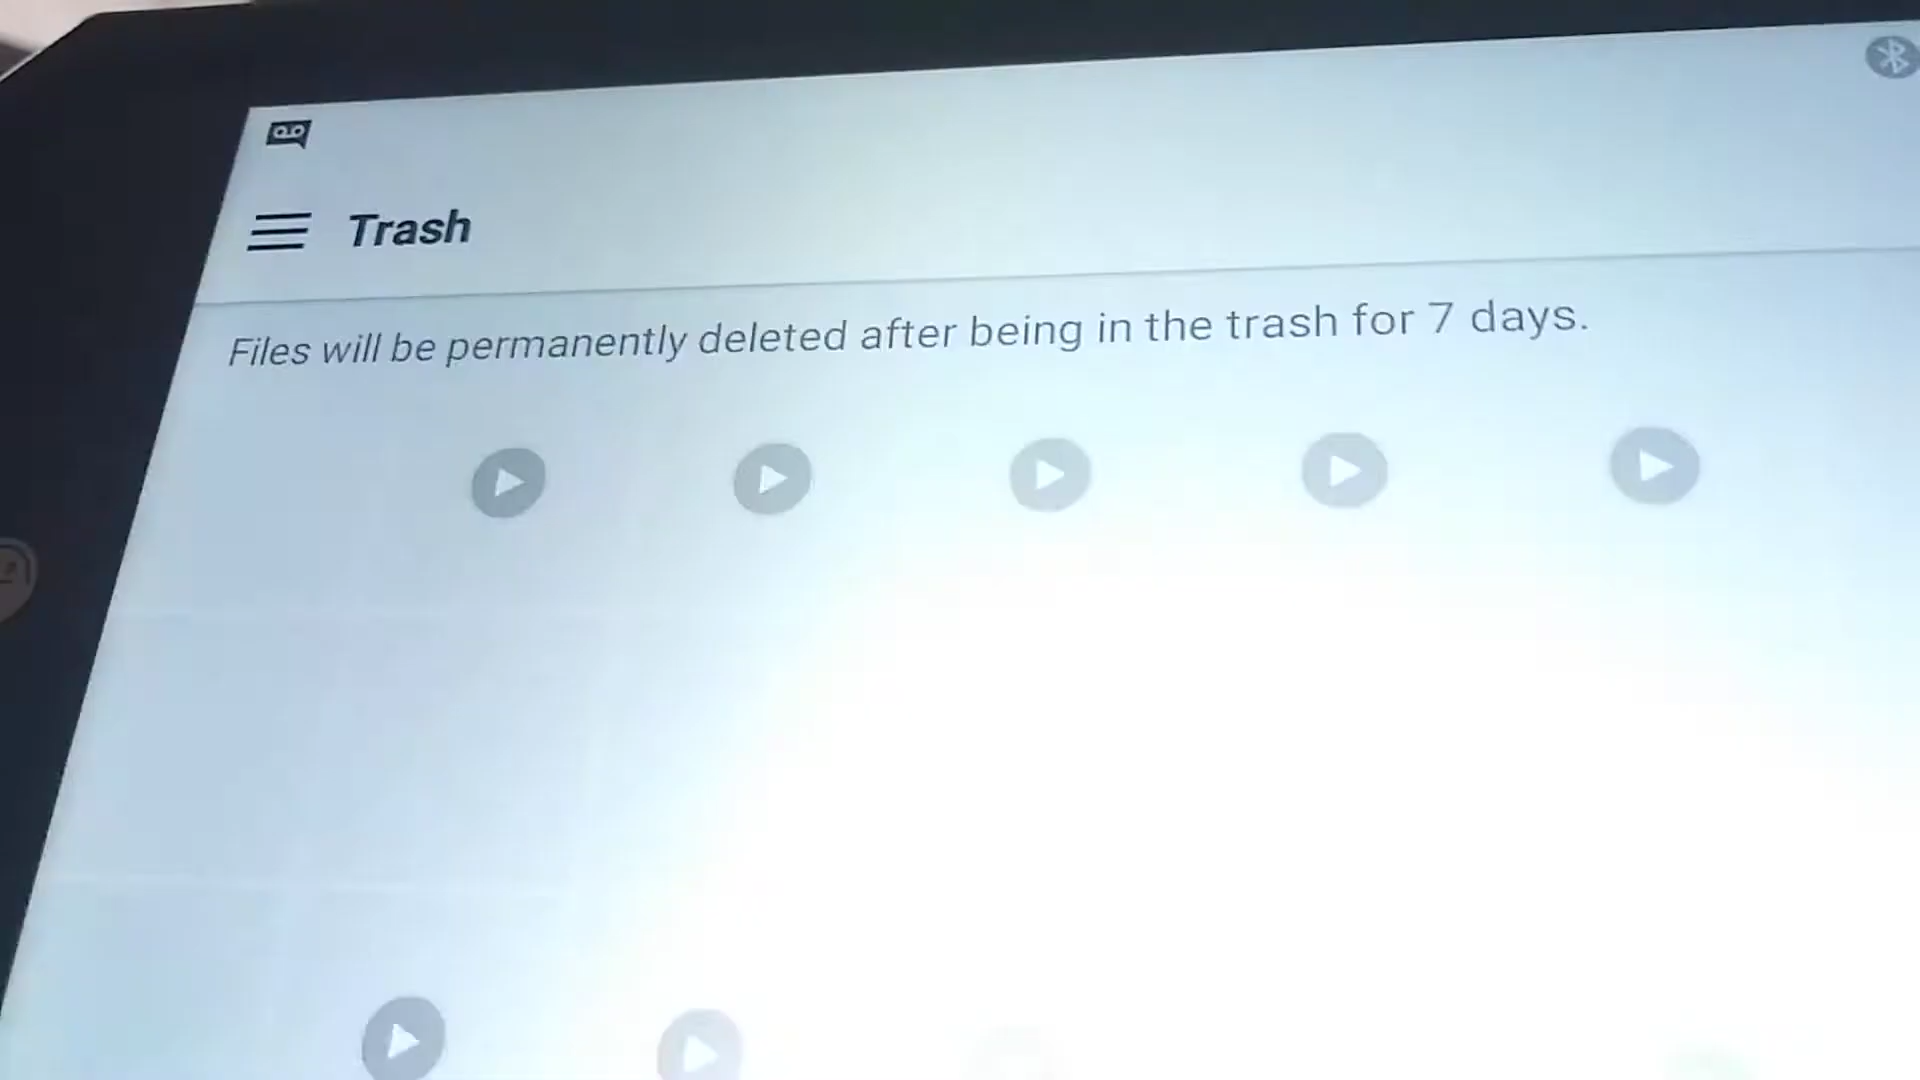 Trash
Files will be permanently deleted after being in the trash for 7 days.